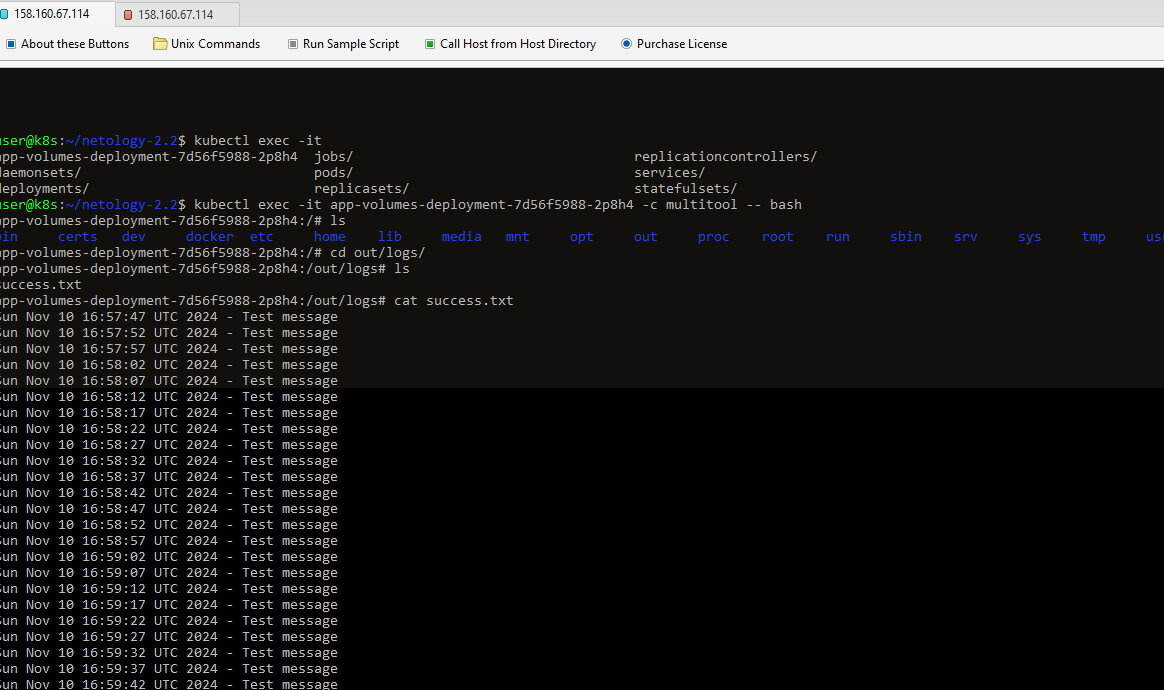 158.160.67.114 158.160.67.114
About these Buttons Unix Commands Run Sample Script Call Host from Host Directory Purchase License
user@k8s:~/netology-2.2$ kubectl exec -it
app-volumes-deployment-7d56f5988-2p8h4 jobs/ replicationcontrollers/
daemonsets/ pods/ services/
deployments/ replicasets/ statefulsets/
user@k8s:~/netology-2.2$ kubectl exec -it app-volumes-deployment-7d56f5988-2p8h4 -c multitool -- bash
app-volumes-deployment-7d56f5988-2p8h4:/# ls
bin certs dev docker etc home lib media mnt opt out proc root run sbin srv sys tmp usr
app-volumes-deployment-7d56f5988-2p8h4:/# cd out/logs/
app-volumes-deployment-7d56f5988-2p8h4:/out/logs# ls
success.txt
app-volumes-deployment-7d56f5988-2p8h4:/out/logs# cat success.txt
Sun Nov 10 16:57:47 UTC 2024 - Test message
Sun Nov 10 16:57:52 UTC 2024 - Test message
Sun Nov 10 16:57:57 UTC 2024 - Test message
Sun Nov 10 16:58:02 UTC 2024 - Test message
Sun Nov 10 16:58:07 UTC 2024 - Test message
Sun Nov 10 16:58:12 UTC 2024 - Test message
Sun Nov 10 16:58:17 UTC 2024 - Test message
Sun Nov 10 16:58:22 UTC 2024 - Test message
Sun Nov 10 16:58:27 UTC 2024 - Test message
Sun Nov 10 16:58:32 UTC 2024 - Test message
Sun Nov 10 16:58:37 UTC 2024 - Test message
Sun Nov 10 16:58:42 UTC 2024 - Test message
Sun Nov 10 16:58:47 UTC 2024 - Test message
Sun Nov 10 16:58:52 UTC 2024 - Test message
Sun Nov 10 16:58:57 UTC 2024 - Test message
Sun Nov 10 16:59:02 UTC 2024 - Test message
Sun Nov 10 16:59:07 UTC 2024 - Test message
Sun Nov 10 16:59:12 UTC 2024 - Test message
Sun Nov 10 16:59:17 UTC 2024 - Test message
Sun Nov 10 16:59:22 UTC 2024 - Test message
Sun Nov 10 16:59:27 UTC 2024 - Test message
Sun Nov 10 16:59:32 UTC 2024 - Test message
Sun Nov 10 16:59:37 UTC 2024 - Test message
Sun Nov 10 16:59:42 UTC 2024 - Test message